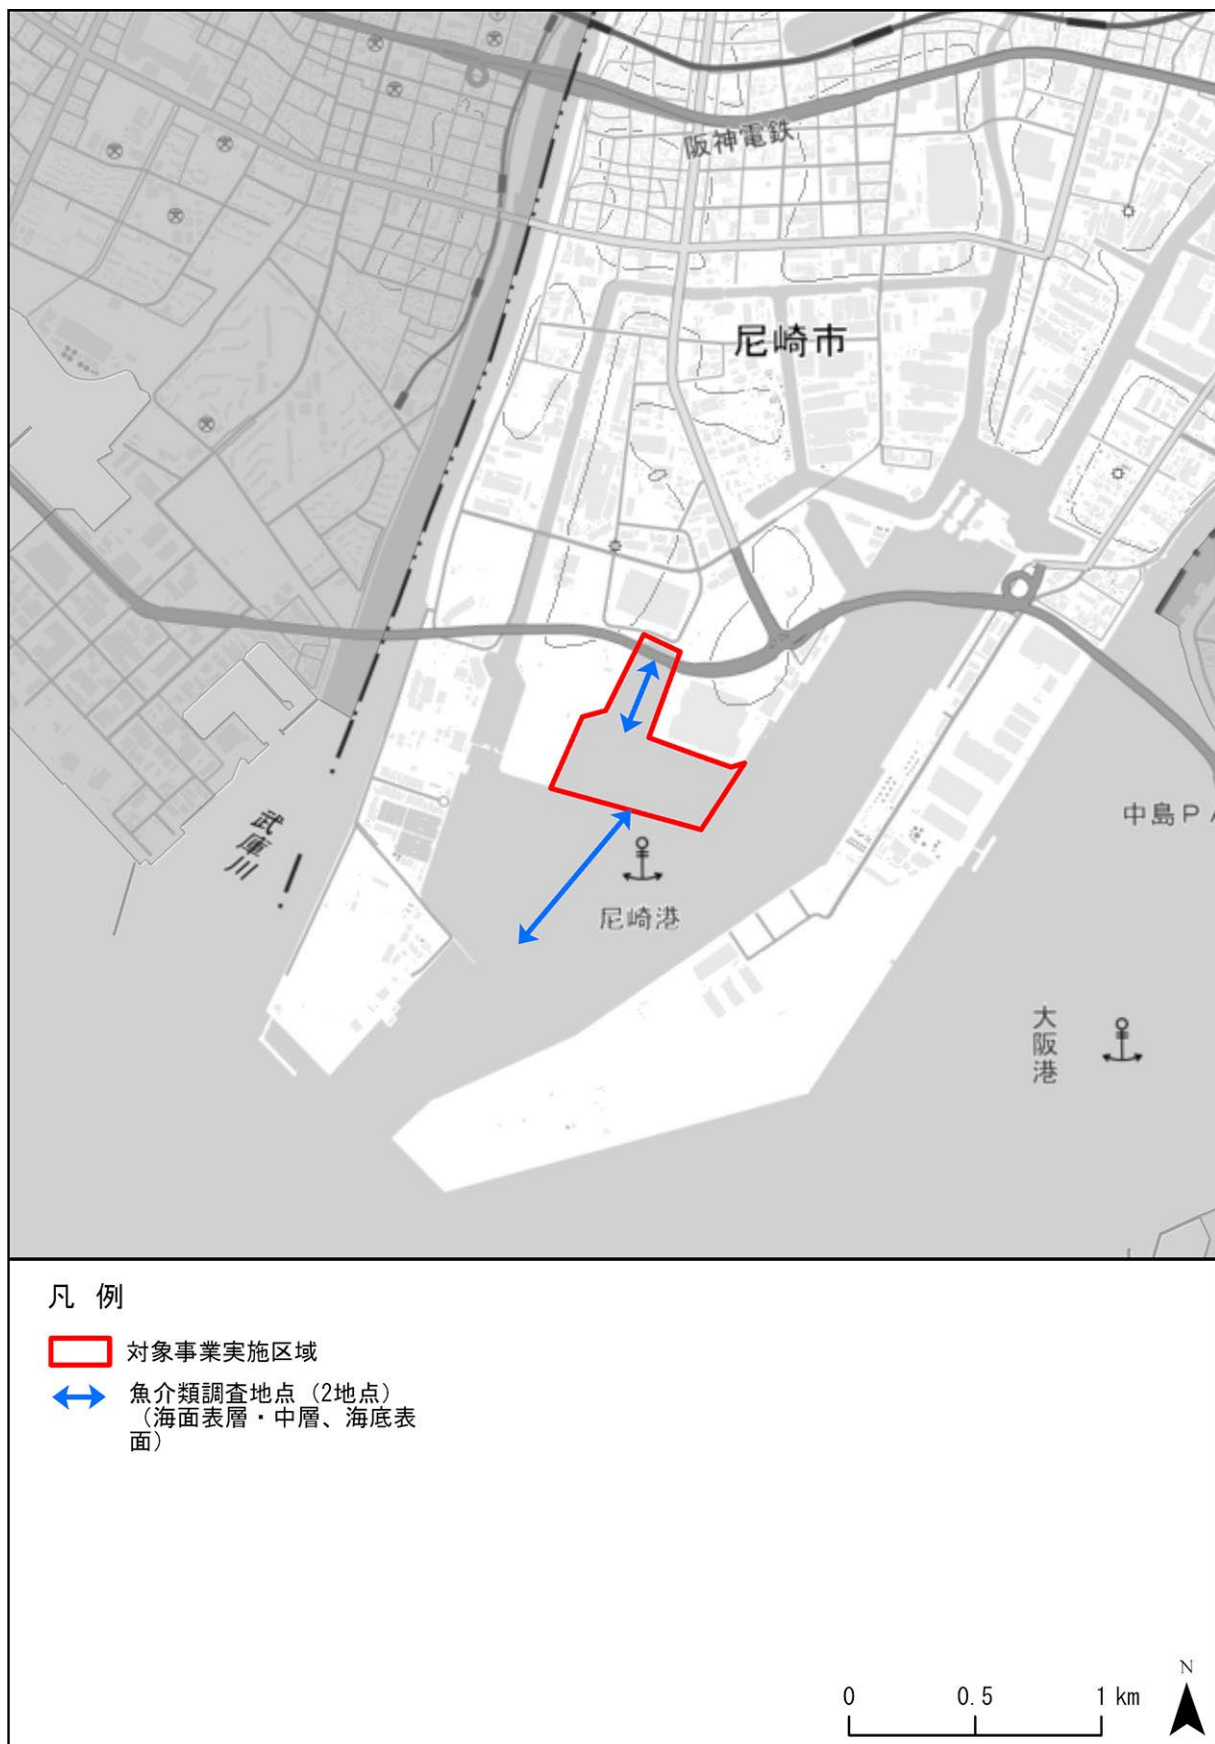 阪神電鉄
尼崎市
武庫川
尼崎港
中島P
大阪港
凡 例
対象事業実施区域
魚介類調査地点（2地点）
（海面表層・中層、海底表
面）
0 0.5 1 km
N